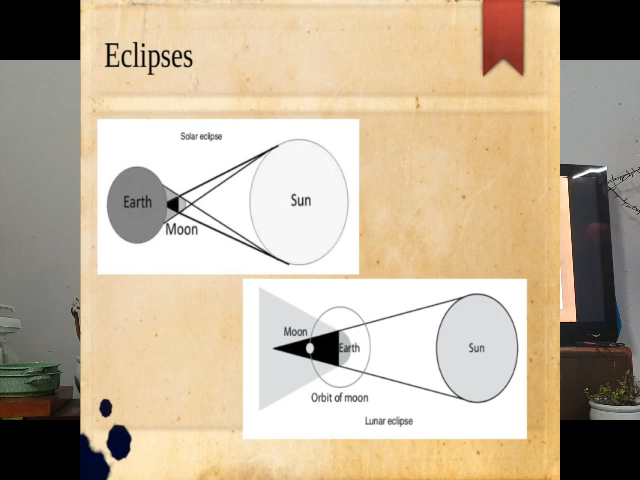 Eclipses
Solar eclipse
Earth
Sun
Moon
Moon
Earth
Sun
Orbit of moon
Lunar eclipse